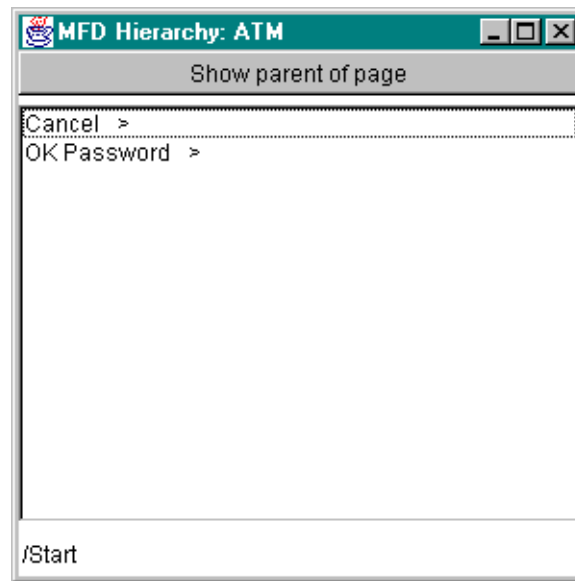 MFD Hierarchy: ATM
Show parent of page
Cancel >
OK Password >
/Start